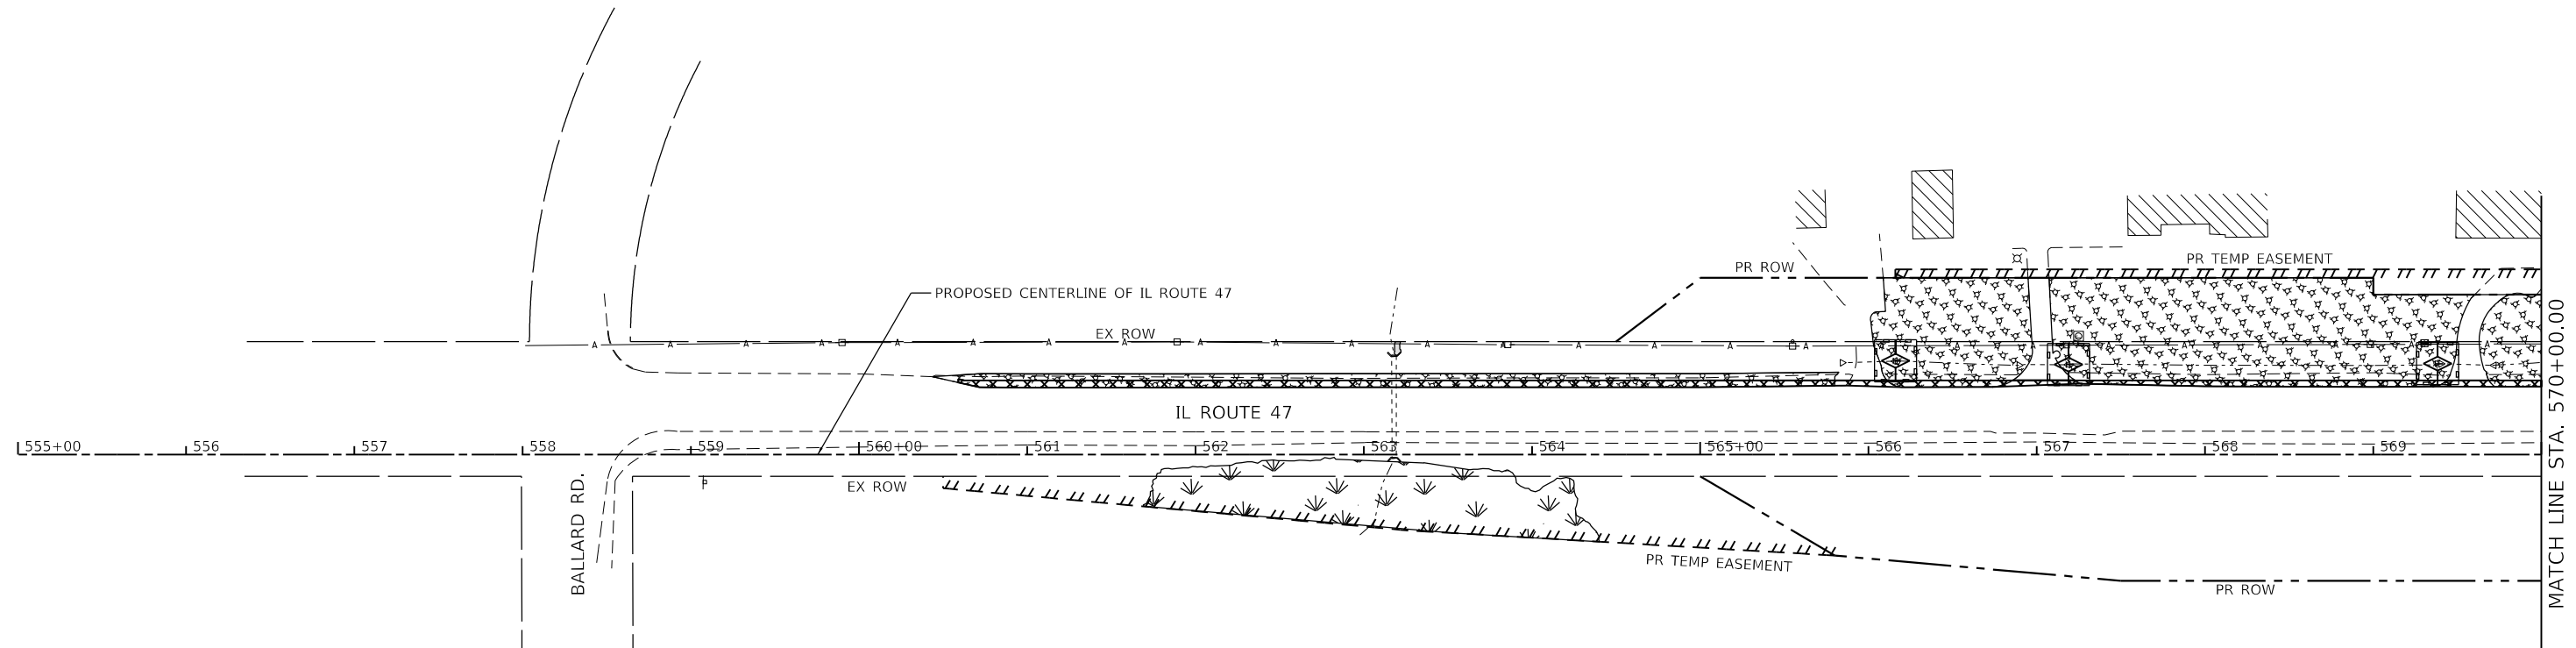 PR TEMP EASEMENT
PR ROW
PROPOSED CENTERLINE OF IL ROUTE 47
EX ROW
IL ROUTE 47
555+00 556 557 558 559 560+00 561 562 563 564 565+00 566 567 568 569
EX ROW
BALLARD RD.
PR TEMP EASEMENT
PR ROW
MATCH LINE STA. 570+00.00